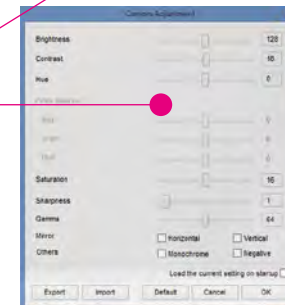 Camera Adjustment
Brightness 128
Contrast 16
Hue 0
Saturation 16
Sharpness 1
Gamma 64
Mirror Horizontal Vertical
Others Monochrome Negative
Load the current setting on startup
Export Import Default Cancel OK